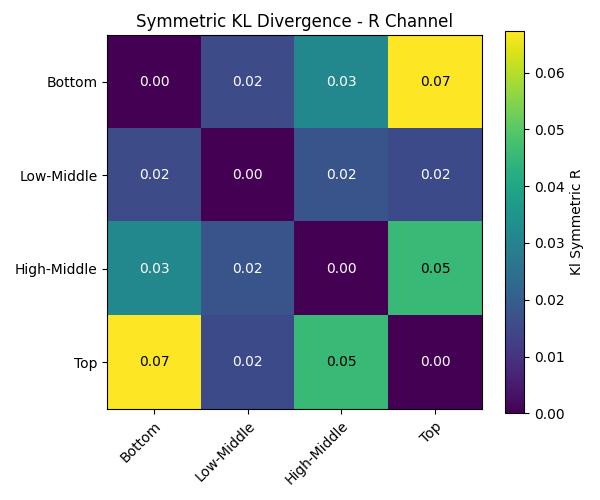 Symmetric KL Divergence - R Channel
Bottom 0.00 0.02 0.03 0.07
Low-Middle 0.02 0.00 0.02 0.02
High-Middle 0.03 0.02 0.00 0.05
Top 0.07 0.02 0.05 0.00
Bottom Low-Middle High-Middle Top
0.06
0.05
0.04
0.03
0.02
0.01
0.00
Kl Symmetric R